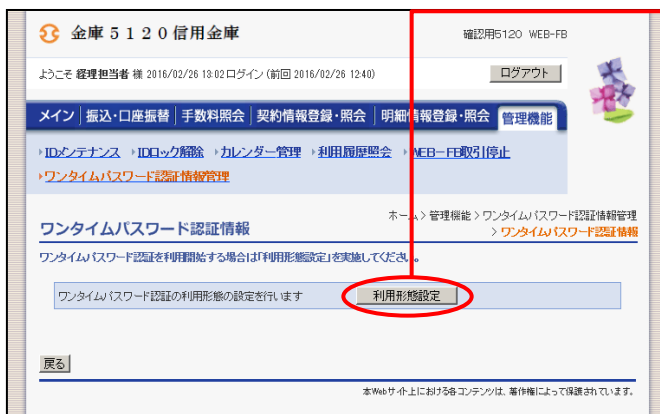 金庫５１２０信用金庫
確認用5120 WEB-FB
ようこそ 経理担当者 様 2016/02/26 13:02ログイン (前回 2016/02/26 12:40)
ログアウト
メイン 振込・口座振替 手数料照会 契約情報登録・照会 明細情報登録・照会 管理機能
IDメンテナンス IDロック解除 カレンダー管理 利用履歴照会 WEB－FB取引停止
ワンタイムパスワード認証情報管理
ワンタイムパスワード認証情報
ホーム > 管理機能 > ワンタイムパスワード認証情報管理
> ワンタイムパスワード認証情報
ワンタイムパスワード認証を利用開始する場合は「利用形態設定」を実施してください。
ワンタイムパスワード認証の利用形態の設定を行います
利用形態設定
戻る
本Webサイト上における各コンテンツは、著作権によって保護されています。